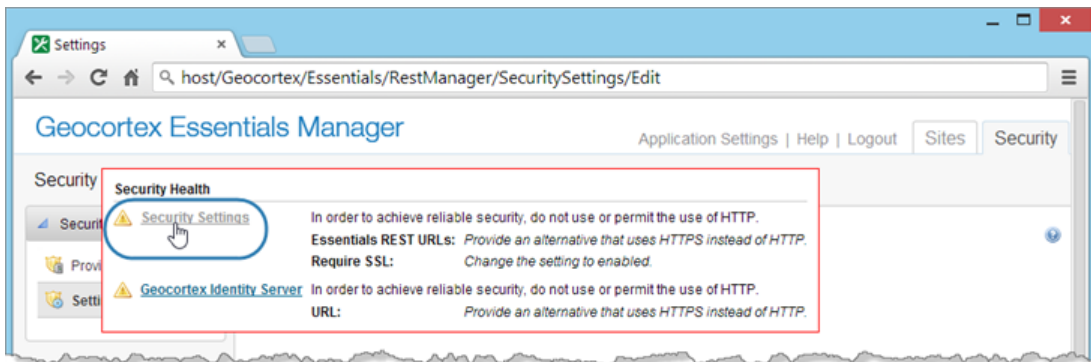 Settings
host/Geocortex/Essentials/RestManager/SecuritySettings/Edit
Geocortex Essentials Manager
Application Settings | Help | Logout
Sites
Security
Security
Security Health
Security Settings
In order to achieve reliable security, do not use or permit the use of HTTP.
Essentials REST URLs: Provide an alternative that uses HTTPS instead of HTTP.
Require SSL: Change the setting to enabled.
Geocortex Identity Server
In order to achieve reliable security, do not use or permit the use of HTTP.
URL: Provide an alternative that uses HTTPS instead of HTTP.
Securit
Provi
Setti